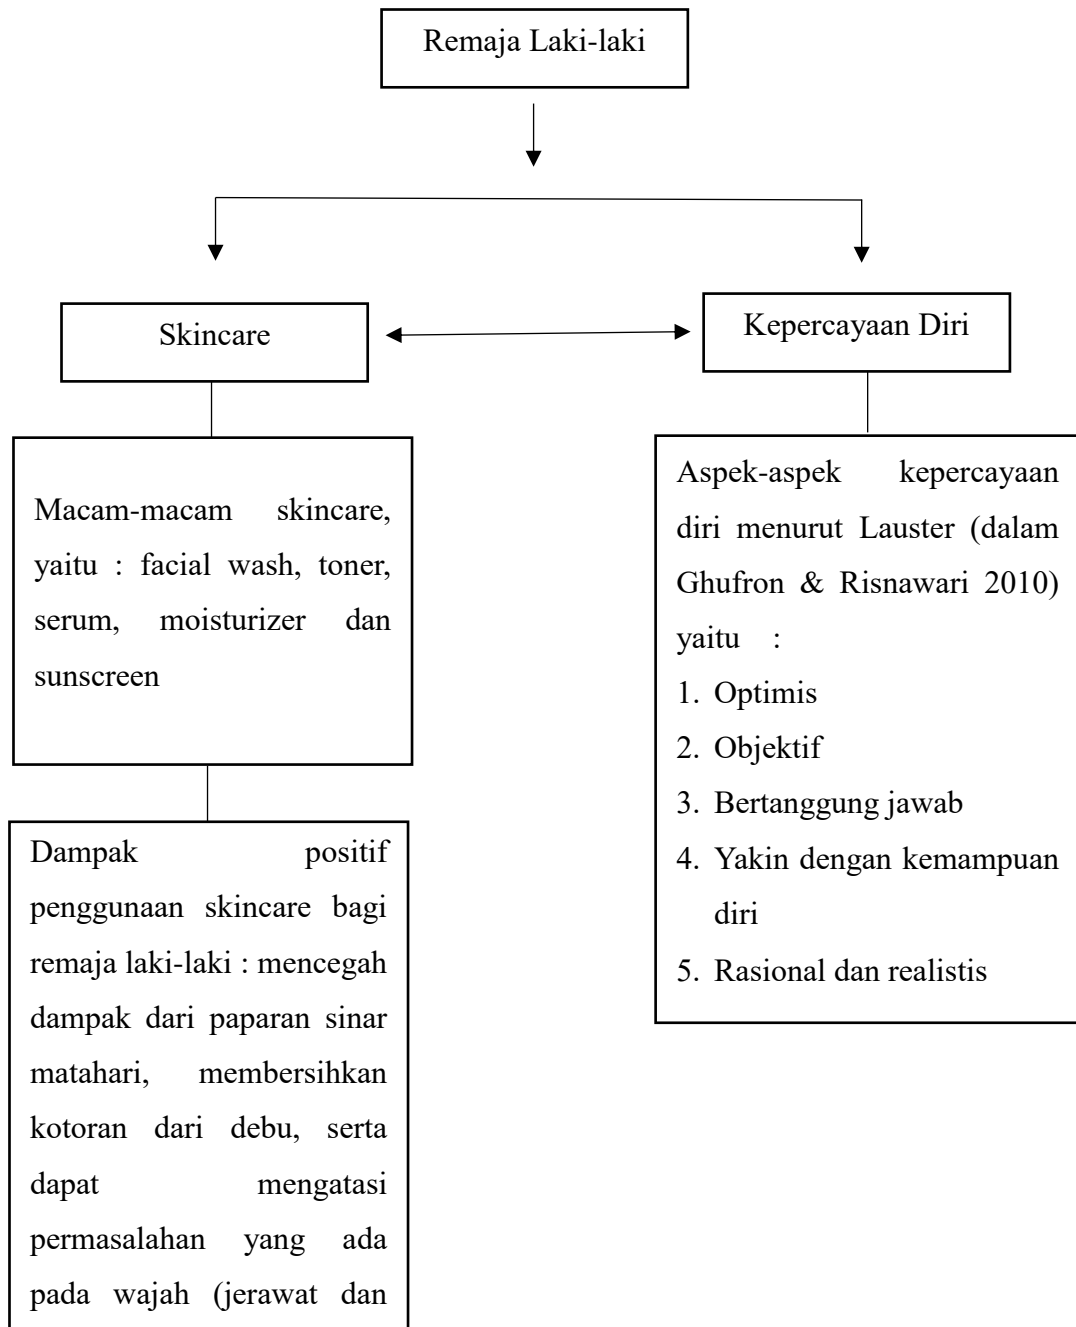 Remaja Laki-laki
Skincare
Kepercayaan Diri
Macam-macam skincare,
yaitu : facial wash, toner,
serum, moisturizer dan
sunscreen
Aspek-aspek kepercayaan
diri menurut Lauster (dalam
Ghufron & Risnawari 2010)
yaitu :
1. Optimis
2. Objektif
3. Bertanggung jawab
4. Yakin dengan kemampuan
diri
5. Rasional dan realistis
Dampak positif
penggunaan skincare bagi
remaja laki-laki : mencegah
dampak dari paparan sinar
matahari, membersihkan
kotoran dari debu, serta
dapat mengatasi
permasalahan yang ada
pada wajah (jerawat dan